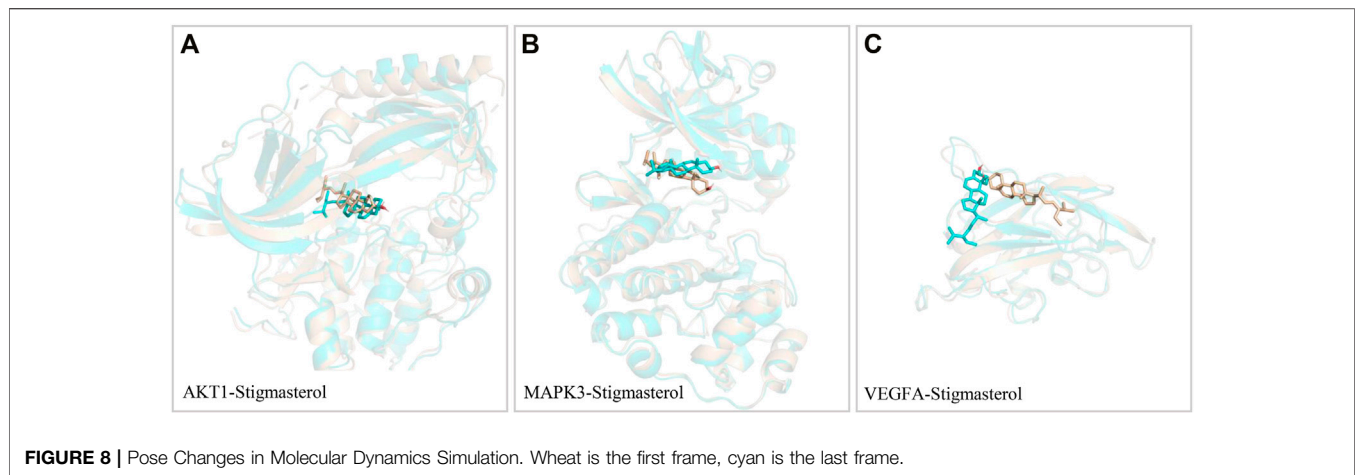 A
B
C
AKT1-Stigmasterol
MAPK3-Stigmasterol
VEGFA-Stigmasterol
FIGURE 8 | Pose Changes in Molecular Dynamics Simulation. Wheat is the first frame, cyan is the last frame.